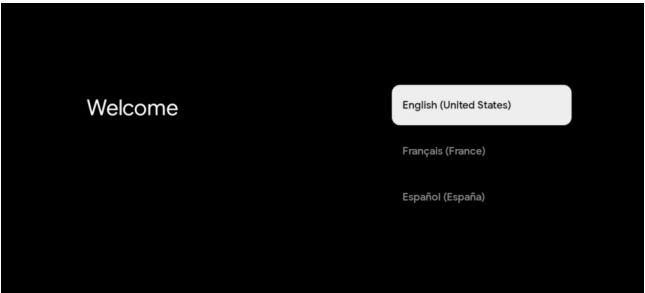 Welcome
English (United States)
Français (France)
Español (España)